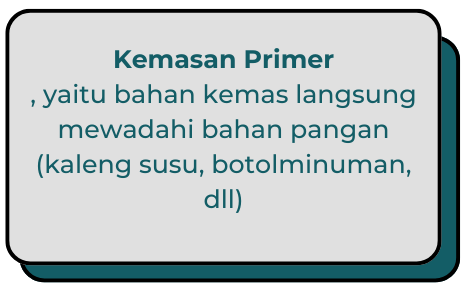 Kemasan Primer
, yaitu bahan kemas langsung
mewadahi bahan pangan
(kaleng susu, botolminuman,
dll)